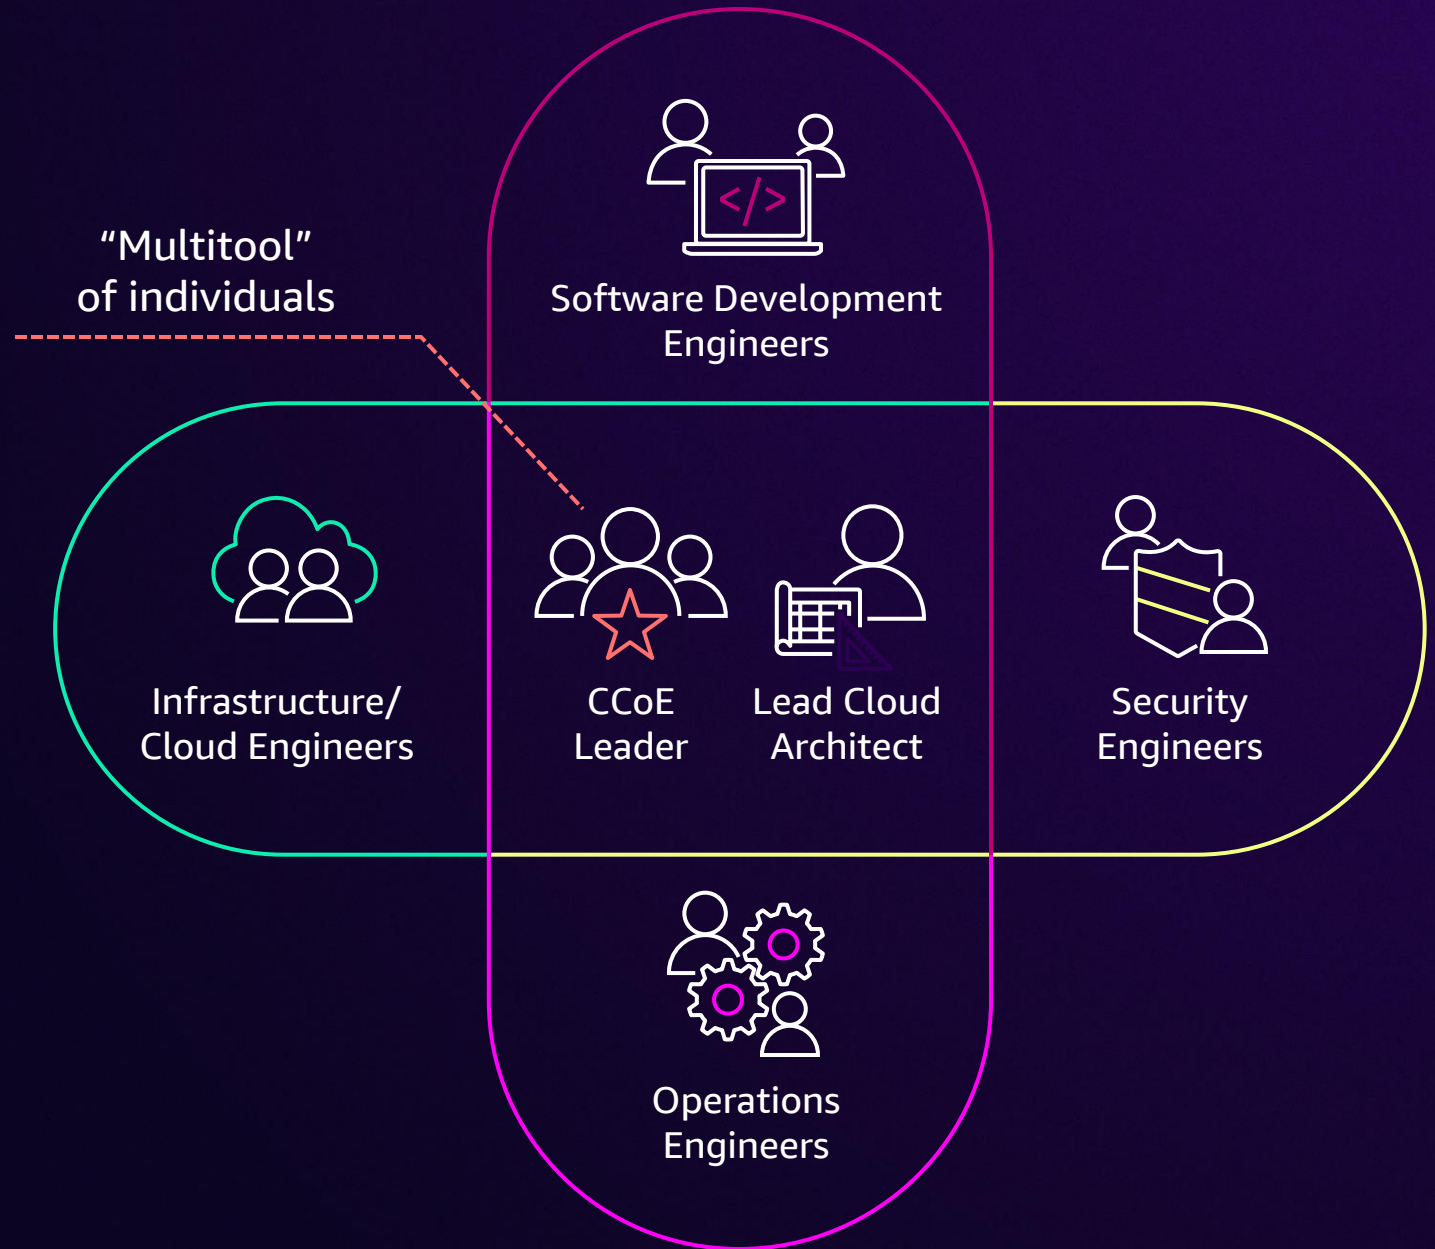 “Multitool”
of individuals
</>
Software Development
Engineers
Infrastructure/
Cloud Engineers
CCoE
Leader
Lead Cloud
Architect
Security
Engineers
Operations
Engineers